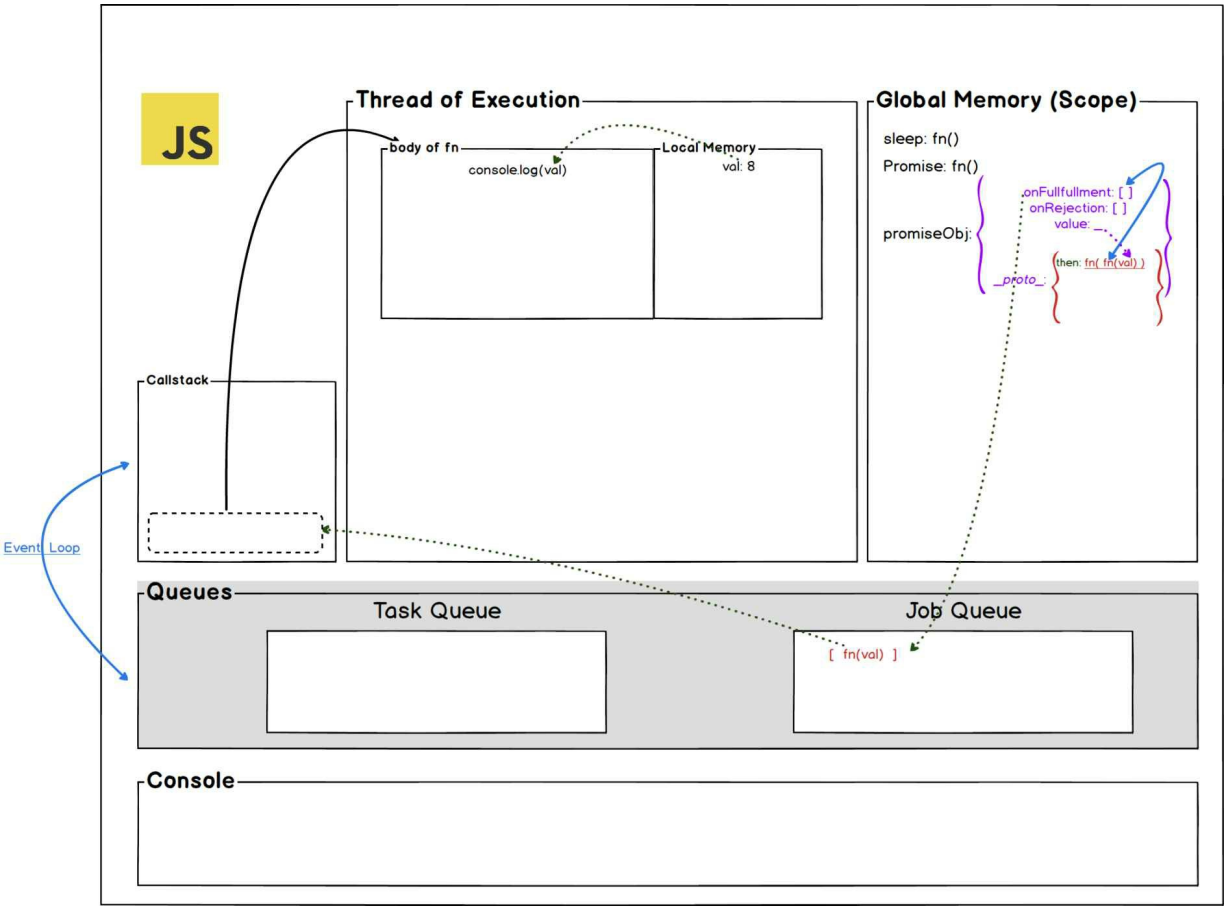 JS
Thread of Execution
body of fn
console.log(val)
Local Memory
val: 8
Global Memory (Scope)
sleep: fn()
Promise: fn()
promiseObj:
onFullfullment: [ ]
onRejection: [ ]
value: _
_proto_:
then: fn( fn(val) )
Callstack
Event Loop
Queues
Task Queue
Job Queue
[ fn(val) ]
Console